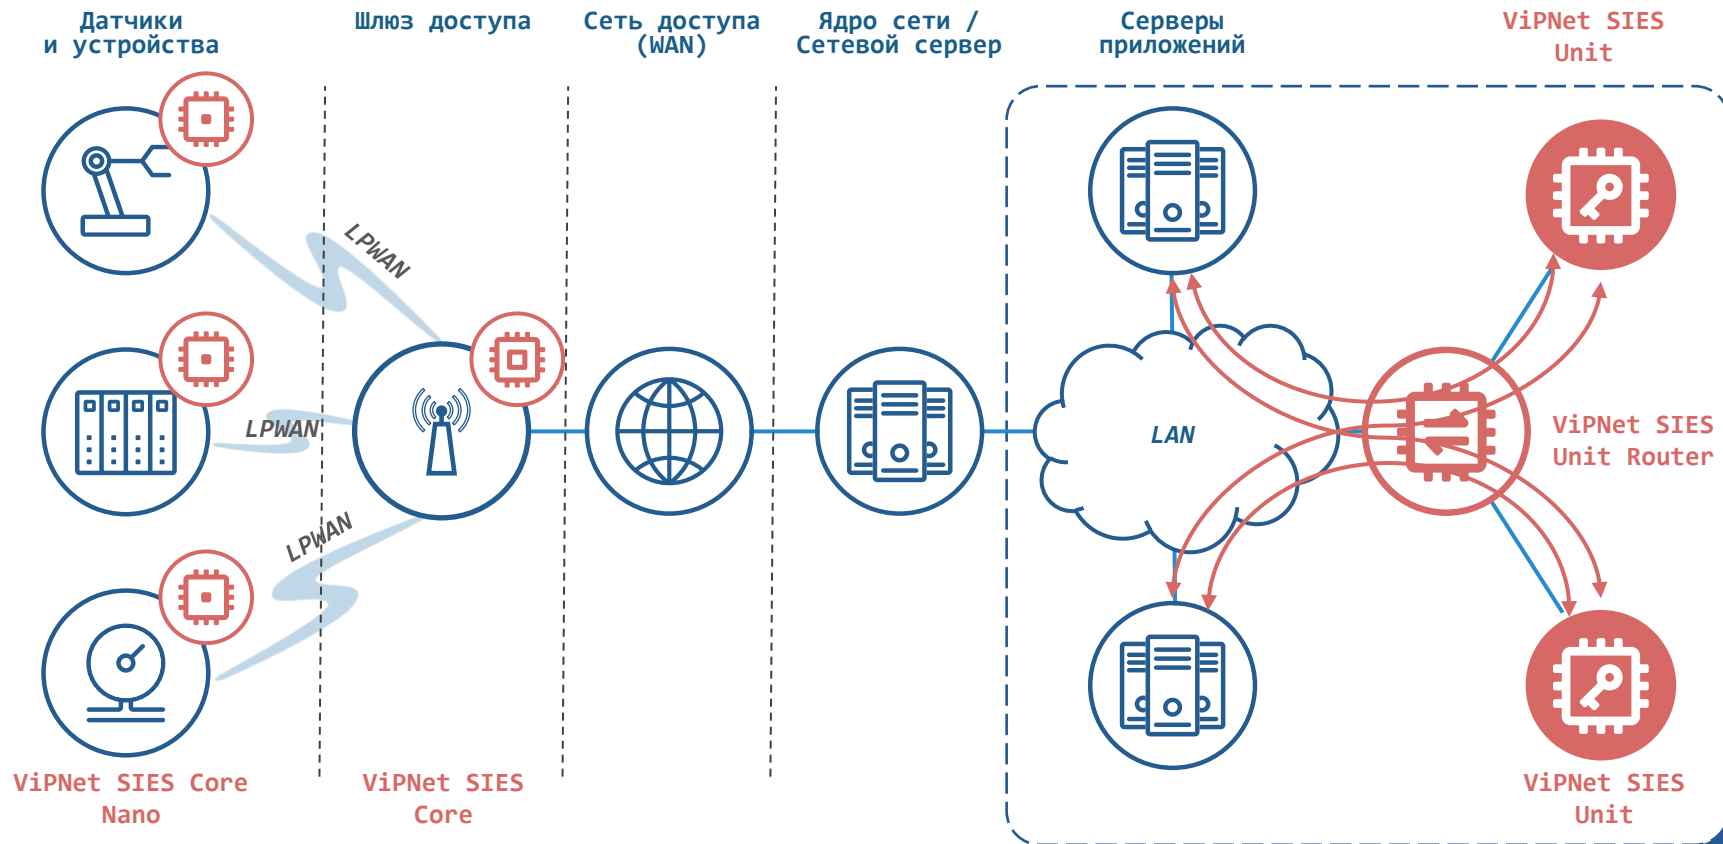 Датчики
и устройства
Шлюз доступа
Сеть доступа
(WAN)
Ядро сети /
Сетевой сервер
Серверы
приложений
ViPNet SIES
Unit
LPWAN
LPWAN
LPWAN
LAN
ViPNet SIES
Unit Router
ViPNet SIES Core
Nano
ViPNet SIES
Core
ViPNet SIES
Unit